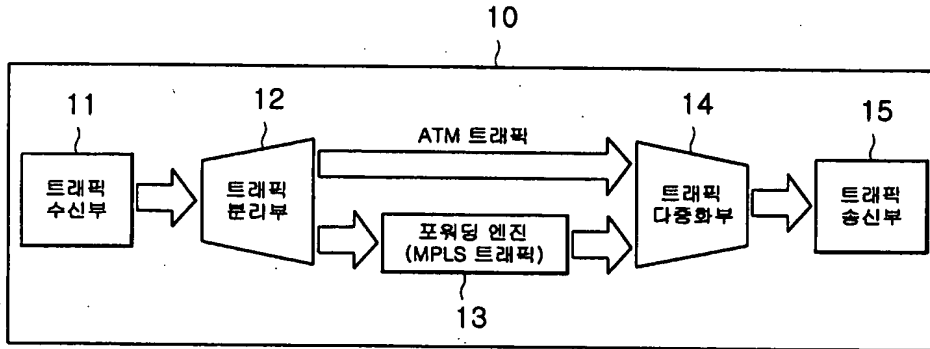 10
11
12
14
15
ATM 트래픽
트래픽
수신부
트래픽
분리부
포워딩 엔진
(MPLS 트래픽)
트래픽
다중화부
트래픽
송신부
13